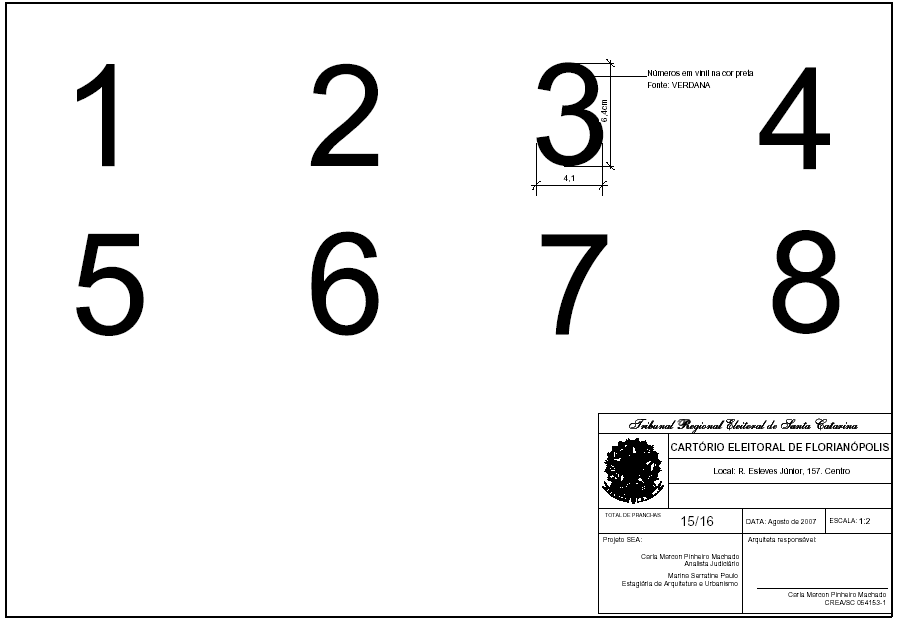 1 2 3 4
Números em vinil na cor preta
Fonte: VERDANA
6,4cm
4,1
5 6 7 8
Tribunal Regional Eleitoral de Santa Catarina
CARTÓRIO ELEITORAL DE FLORIANÓPOLIS
Local: R. Esteves Júnior, 157. Centro
TOTAL DE PRANCHAS 15/16 DATA: Agosto de 2007 ESCALA: 1:2
Projeto SEA: Arquiteta responsável:
Carla Mercon Pinheiro Machado
Analista Judiciário
Marina Serratine Paulo
Estagiária de Arquitetura e Urbanismo
Carla Mercon Pinheiro Machado
CREA/SC 054153-1